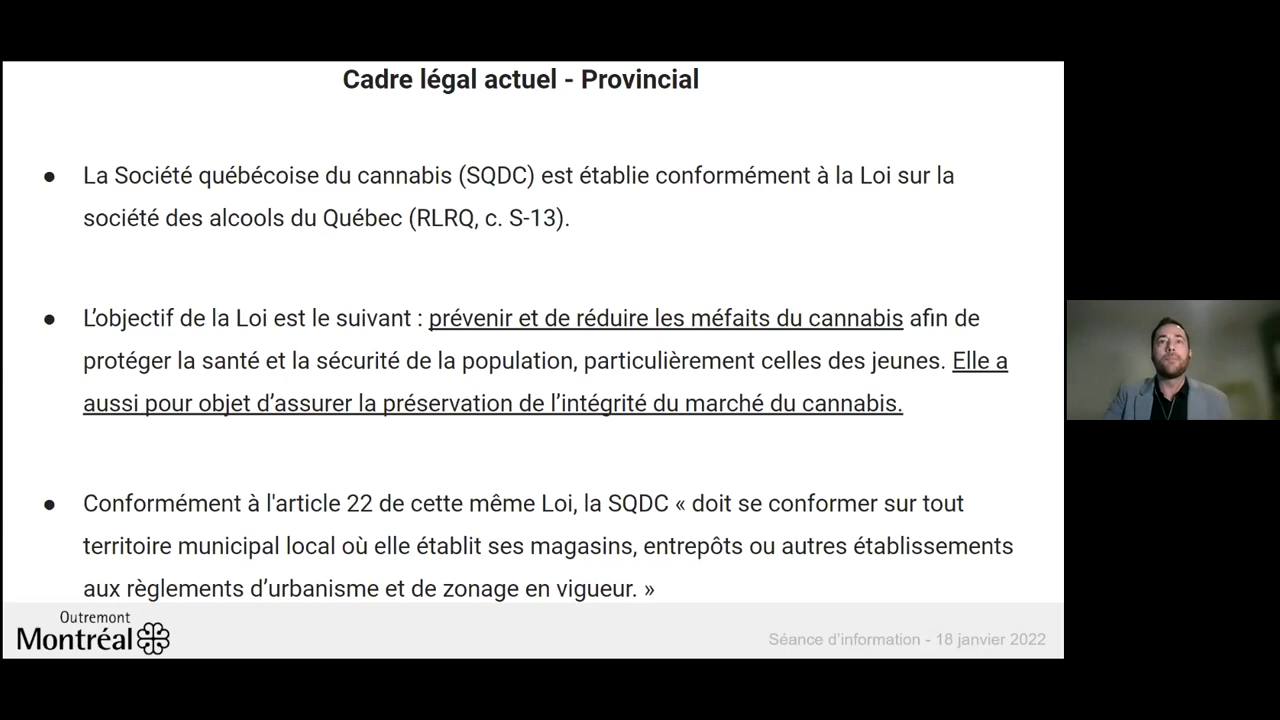 Cadre légal actuel - Provincial
● La Société québécoise du cannabis (SQDC) est établie conformément à la Loi sur la
société des alcools du Québec (RLRQ, c. S-13).
● L’objectif de la Loi est le suivant : prévenir et de réduire les méfaits du cannabis afin de
protéger la santé et la sécurité de la population, particulièrement celles des jeunes. Elle a
aussi pour objet d’assurer la préservation de l’intégrité du marché du cannabis.
● Conformément à l'article 22 de cette même Loi, la SQDC « doit se conformer sur tout
territoire municipal local où elle établit ses magasins, entrepôts ou autres établissements
aux règlements d’urbanisme et de zonage en vigueur. »
Outremont
Montréal
Séance d’information - 18 janvier 2022